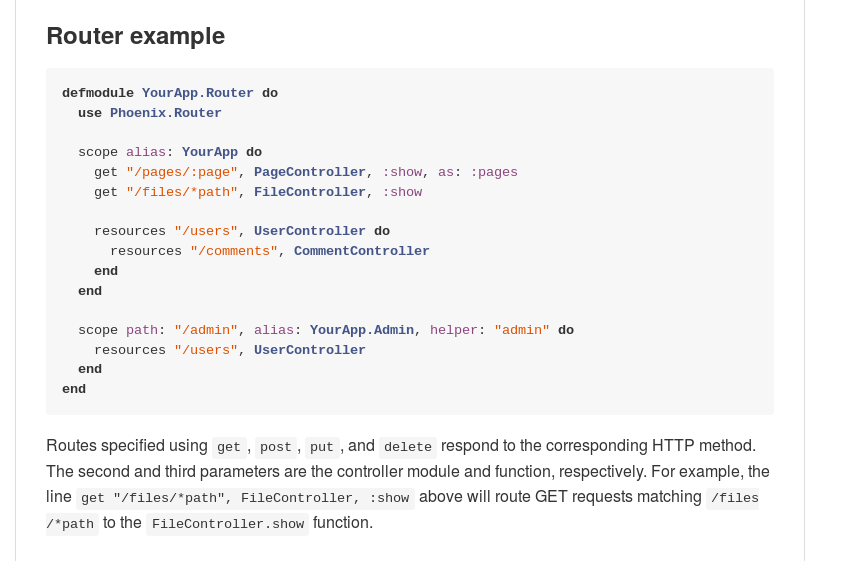 Router example
defmodule YourApp.Router do
  use Phoenix.Router

  scope alias: YourApp do
    get "/pages/:page", PageController, :show, as: :pages
    get "/files/*path", FileController, :show

    resources "/users", UserController do
      resources "/comments", CommentController
    end
  end

  scope path: "/admin", alias: YourApp.Admin, helper: "admin" do
    resources "/users", UserController
  end
end
Routes specified using get, post, put, and delete respond to the corresponding HTTP method.
The second and third parameters are the controller module and function, respectively. For example, the
line get "/files/*path", FileController, :show above will route GET requests matching /files
/*path to the FileController.show function.